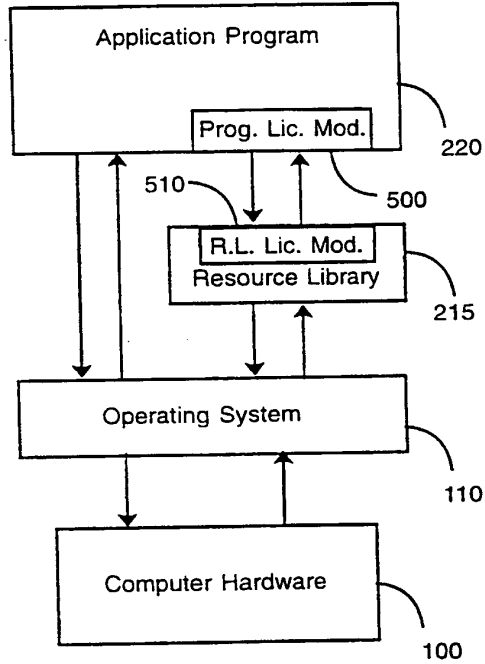 Application Program
Prog. Lic. Mod.
220
500
510
R.L. Lic. Mod.
Resource Library
215
Operating System
110
Computer Hardware
100